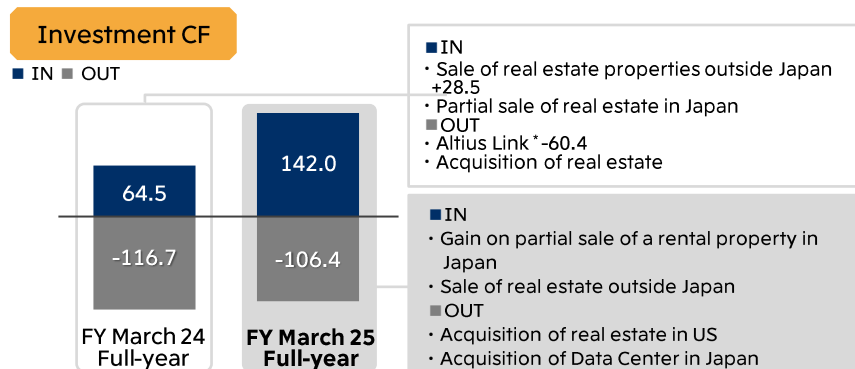 Investment CF
■ IN ■ OUT
64.5
-116.7
FY March 24
Full-year
142.0
-106.4
FY March 25
Full-year
■IN
・Sale of real estate properties outside Japan
+28.5
・Partial sale of real estate in Japan
■OUT
・Altius Link *-60.4
・Acquisition of real estate
■IN
・Gain on partial sale of a rental property in
Japan
・Sale of real estate outside Japan
■OUT
・Acquisition of real estate in US
・Acquisition of Data Center in Japan